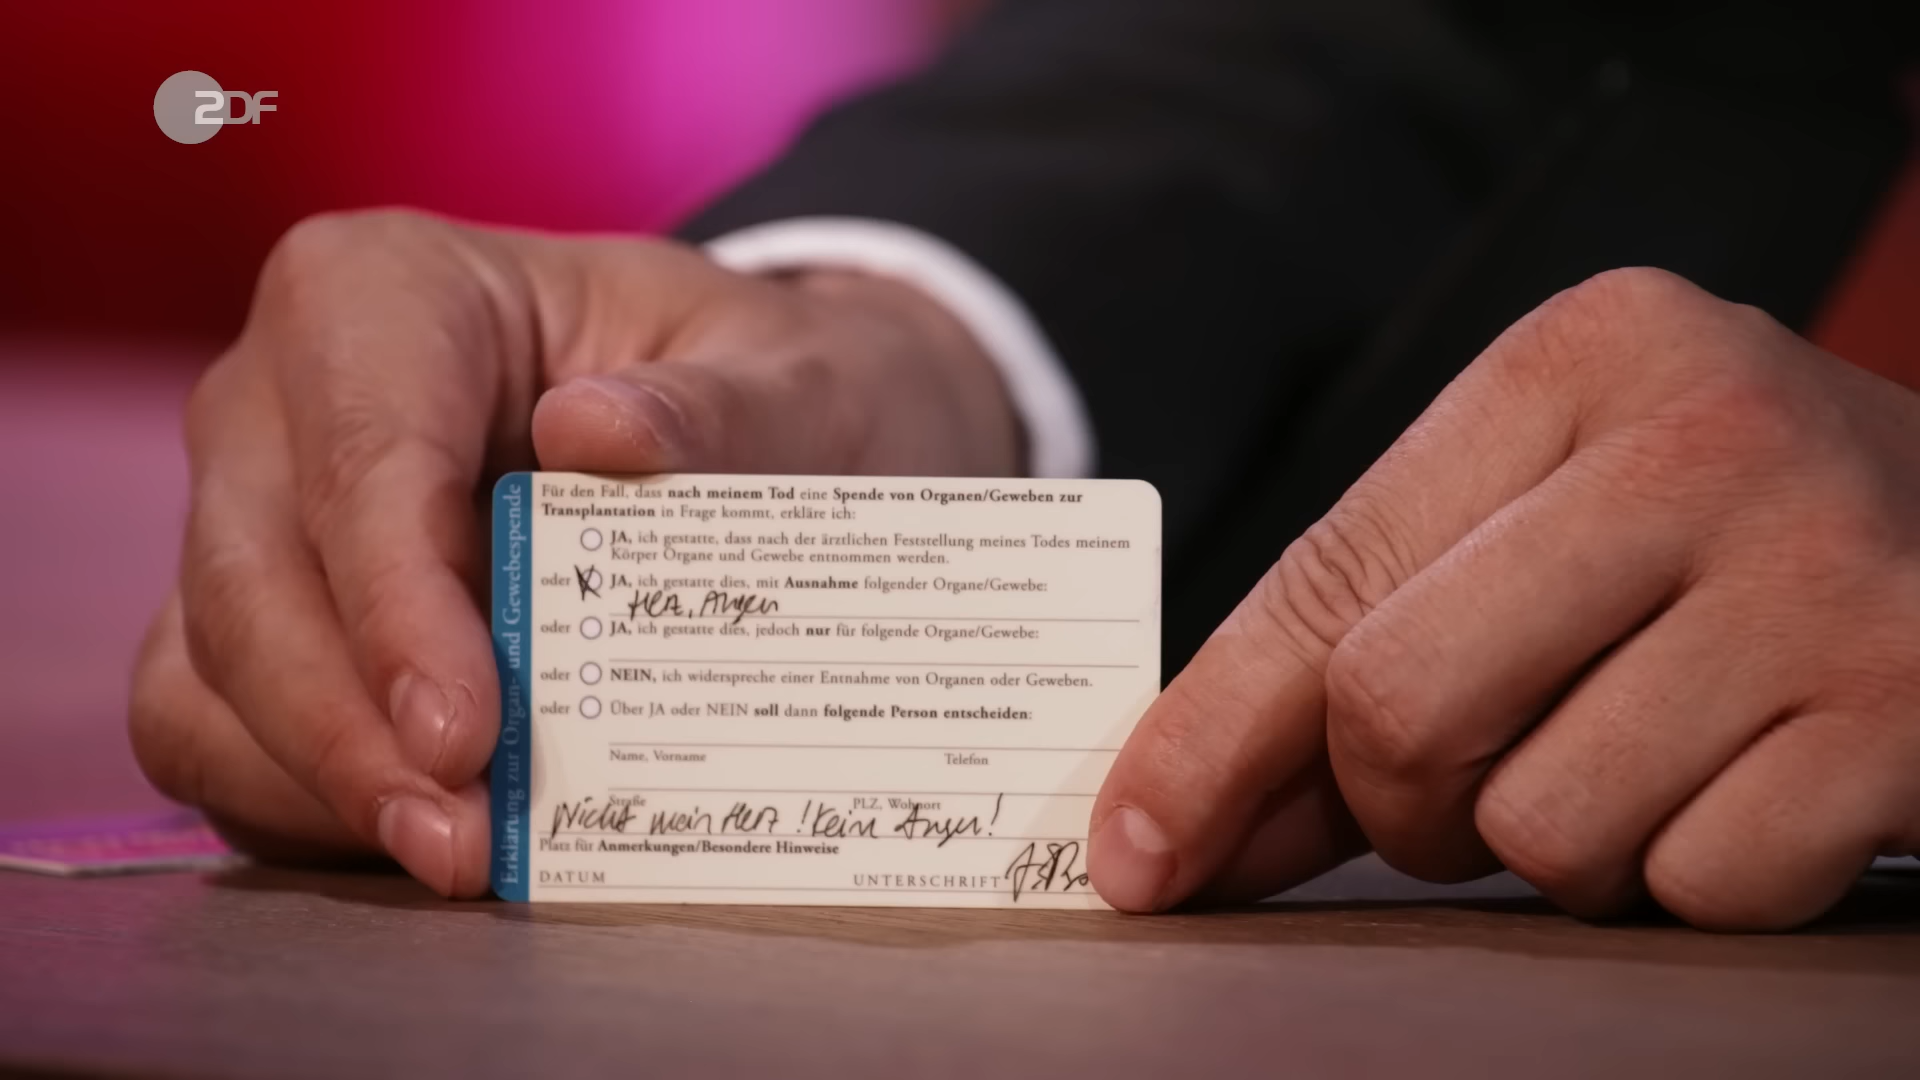 ZDF
Erklärung zur Organ- und Gewebespende
Für den Fall, dass nach meinem Tod eine Spende von Organen/Geweben zur
Transplantation in Frage kommt, erkläre ich:
JA, ich gestatte, dass nach der ärztlichen Feststellung meines Todes meinem
Körper Organe und Gewebe entnommen werden.
oder JA, ich gestatte dies, mit Ausnahme folgender Organe/Gewebe:
Herz, Augen
oder JA, ich gestatte dies, jedoch nur für folgende Organe/Gewebe:
oder NEIN, ich widerspreche einer Entnahme von Organen oder Geweben.
oder Über JA oder NEIN soll dann folgende Person entscheiden:
Name, Vorname Telefon
Straße PLZ, Wohnort
Nicht mein Herz! Kein Augen!
Platz für Anmerkungen/Besondere Hinweise
DATUM UNTERSCHRIFT